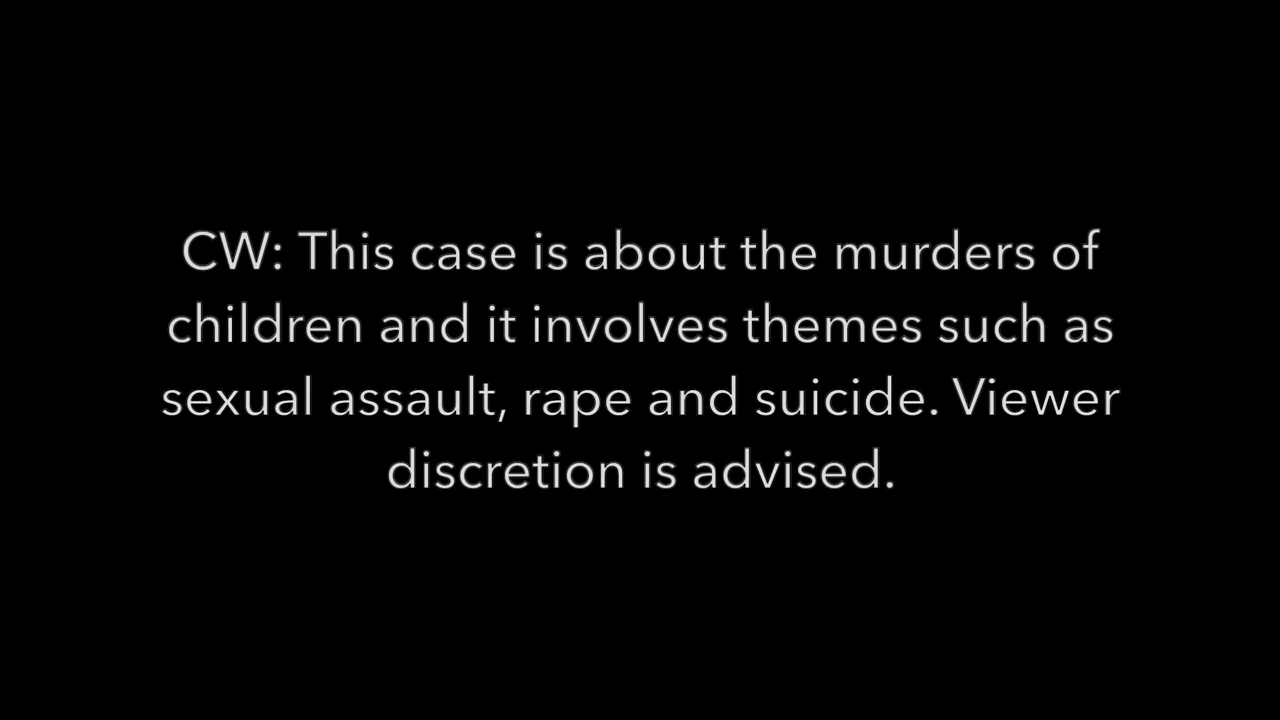 CW: This case is about the murders of
children and it involves themes such as
sexual assault, rape and suicide. Viewer
discretion is advised.